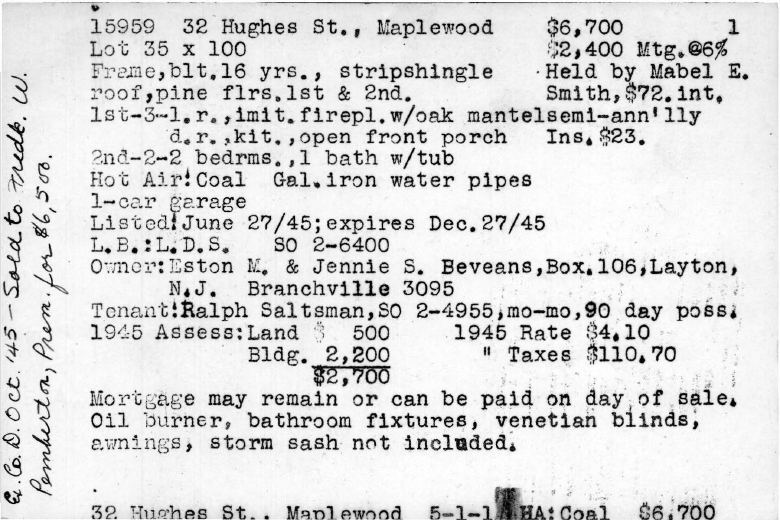 15959 32 Hughes St., Maplewood $6,700 1
Lot 35 x 100 $2,400 Mtg.@6%
Frame,blt.16 yrs., stripshingle Held by Mabel E.
roof,pine flrs.1st & 2nd. Smith,$72.int.
1st-3-l.r.,imit.firepl.w/oak mantelsemi-ann'lly
d.r.,kit.,open front porch Ins.$23.
2nd-2-2 bedrms.,1 bath w/tub
Hot Air:Coal Gal.iron water pipes
1-car garage
Listed:June 27/45;expires Dec.27/45
L.B.:L.D.S. SO 2-6400
Owner:Eston M. & Jennie S. Beveans,Box.106,Layton,
N.J. Branchville 3095
Tenant:Ralph Saltsman,SO 2-4955,mo-mo,90 day poss.
1945 Assess:Land $ 500 1945 Rate $4.10
Bldg. 2,200 " Taxes $110.70
$2,700
Mortgage may remain or can be paid on day of sale.
Oil burner, bathroom fixtures, venetian blinds,
awnings, storm sash not included.
32 Hughes St., Maplewood 5-1-1 HA:Coal $6,700
G. Co. D. Oct. '45 - Sold to Fredk. W.
Pemberton, Prem. for $6,500.